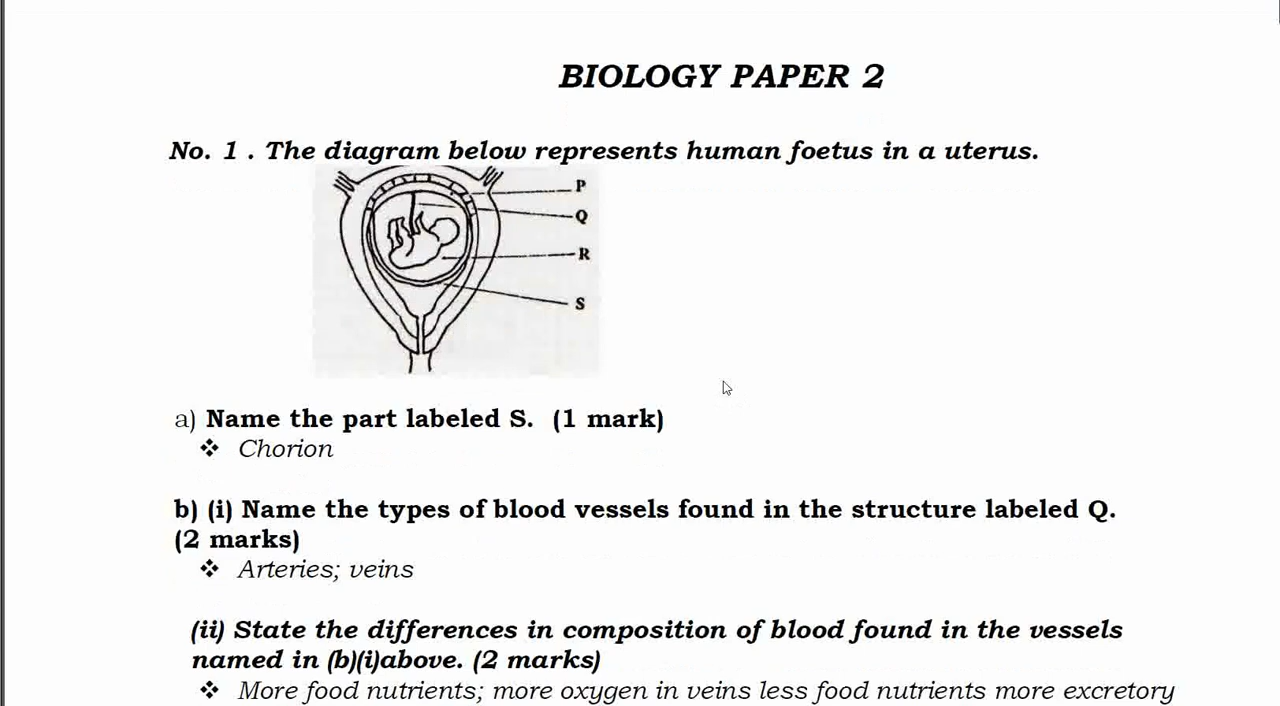 BIOLOGY PAPER 2
No. 1 . The diagram below represents human foetus in a uterus.
P
Q
R
S
a) Name the part labeled S. (1 mark)
❖ Chorion
b) (i) Name the types of blood vessels found in the structure labeled Q.
(2 marks)
❖ Arteries; veins
(ii) State the differences in composition of blood found in the vessels
named in (b)(i)above. (2 marks)
❖ More food nutrients; more oxygen in veins less food nutrients more excretory